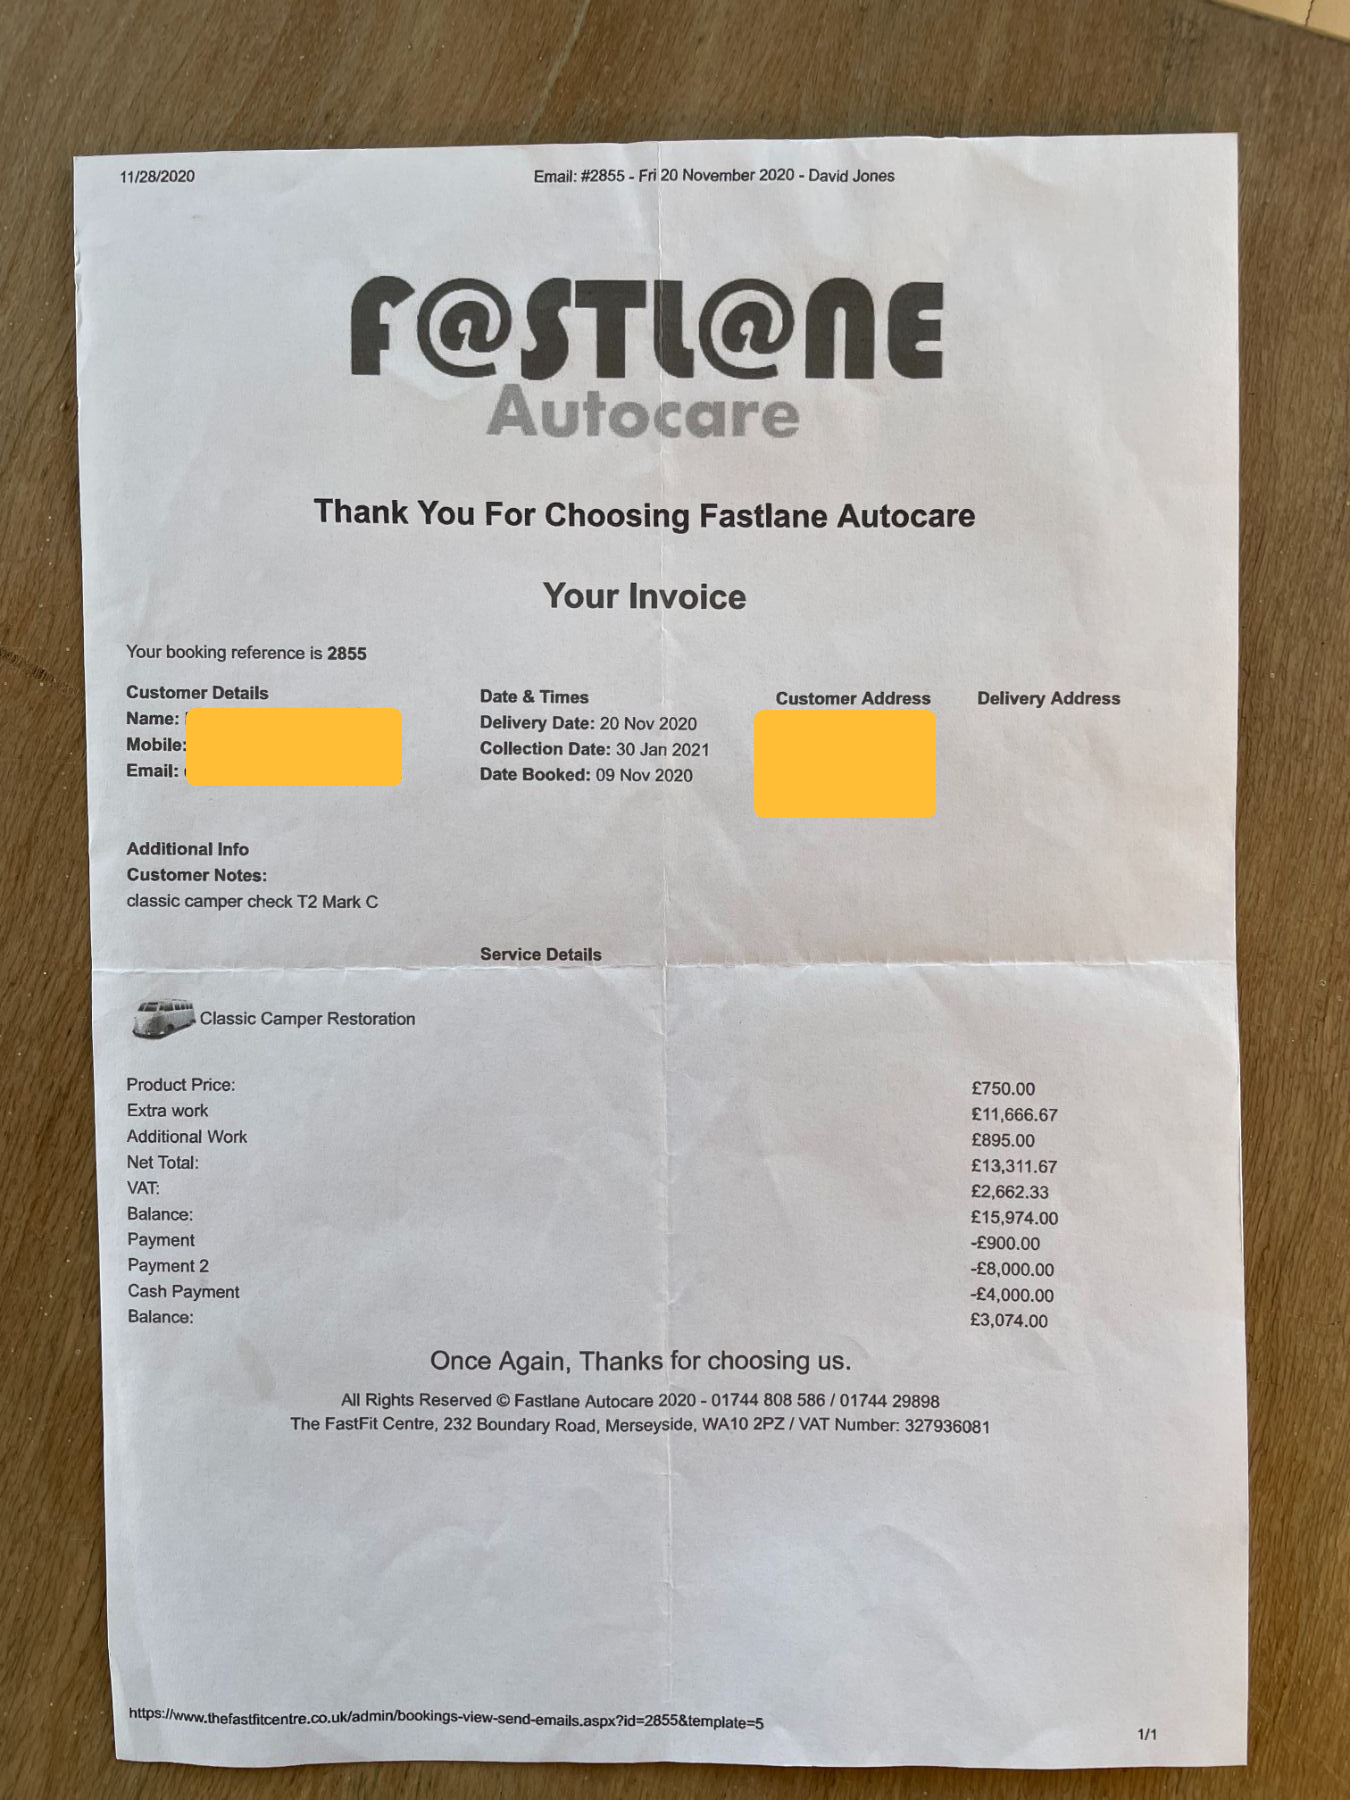 11/28/2020 Email: #2855 - Fri 20 November 2020 - David Jones
F@STL@NE
Autocare
Thank You For Choosing Fastlane Autocare
Your Invoice
Your booking reference is 2855
Customer Details Date & Times Customer Address Delivery Address
Name: Delivery Date: 20 Nov 2020
Mobile: Collection Date: 30 Jan 2021
Email: Date Booked: 09 Nov 2020
Additional Info
Customer Notes:
classic camper check T2 Mark C
Service Details
Classic Camper Restoration
Product Price: £750.00
Extra work £11,666.67
Additional Work £895.00
Net Total: £13,311.67
VAT: £2,662.33
Balance: £15,974.00
Payment -£900.00
Payment 2 -£8,000.00
Cash Payment -£4,000.00
Balance: £3,074.00
Once Again, Thanks for choosing us.
All Rights Reserved © Fastlane Autocare 2020 - 01744 808 586 / 01744 29898
The FastFit Centre, 232 Boundary Road, Merseyside, WA10 2PZ / VAT Number: 327936081
https://www.thefastfitcentre.co.uk/admin/bookings-view-send-emails.aspx?id=2855&template=5
1/1